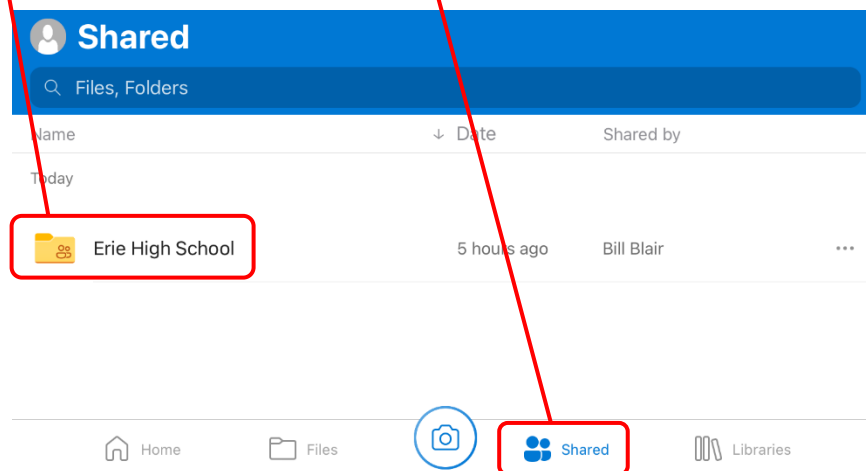 Shared
Files, Folders
Name Date Shared by
Today
Erie High School 5 hours ago Bill Blair
Home Files Shared Libraries